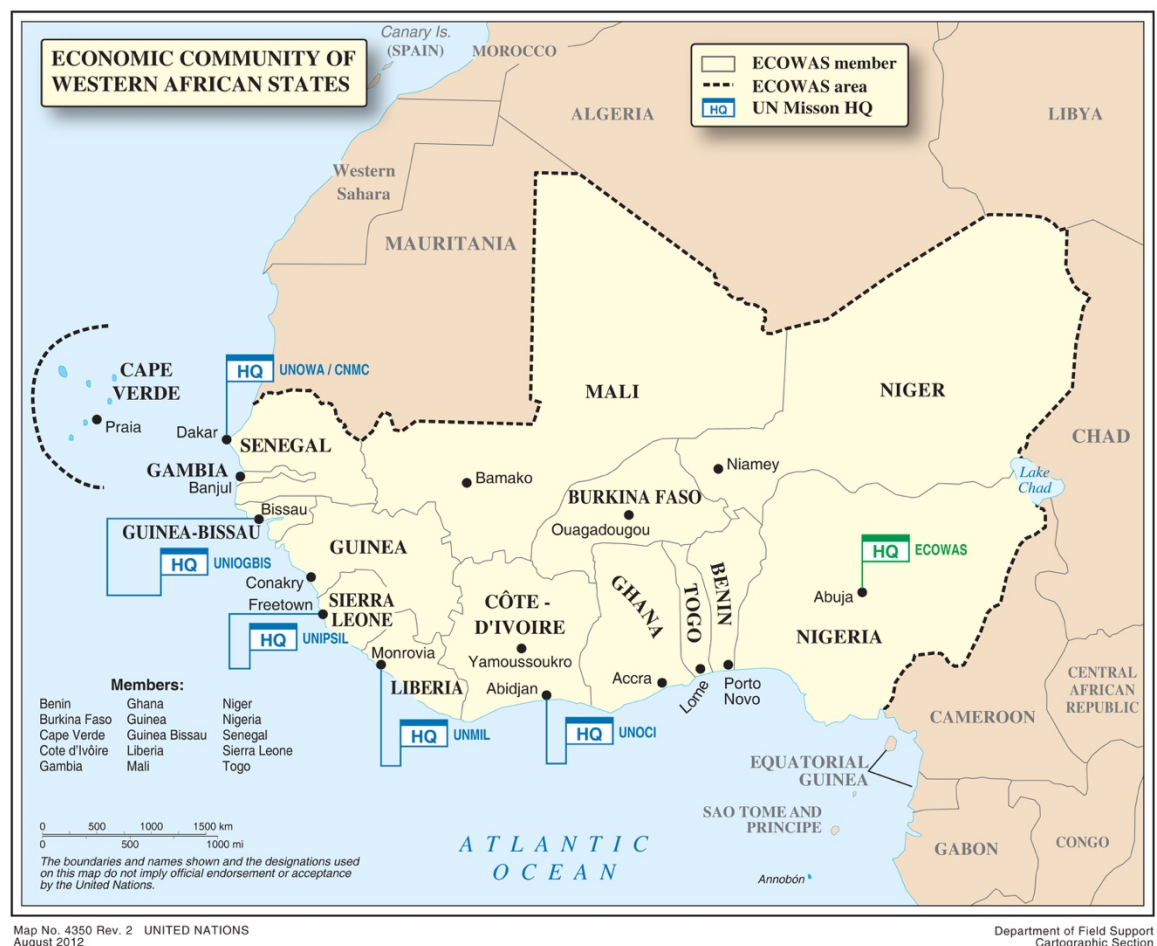 ECONOMIC COMMUNITY OF
WESTERN AFRICAN STATES
Canary Is.
(SPAIN)
MOROCCO
ECOWAS member
ECOWAS area
HQ UN Misson HQ
ALGERIA
LIBYA
Western
Sahara
MAURITANIA
CAPE
VERDE
Praia
HQ UNOWA / CNMC
MALI
NIGER
CHAD
Dakar
SENEGAL
GAMBIA
Banjul
Bamako
Niamey
Lake
Chad
BURKINA FASO
Ouagadougou
Bissau
GUINEA-BISSAU
HQ UNIOGBIS
GUINEA
HQ ECOWAS
Conakry
Freetown
SIERRA
LEONE
HQ UNIPSIL
CÔTE -
D'IVOIRE
Yamoussoukro
GHANA
TOGO
BENIN
Abuja
NIGERIA
Monrovia
LIBERIA
Abidjan
Accra
Lome
Porto
Novo
HQ UNMIL
HQ UNOCI
CENTRAL
AFRICAN
REPUBLIC
CAMEROON
EQUATORIAL
GUINEA
SAO TOME AND
PRINCIPE
GABON
CONGO
Annobón
ATLANTIC
OCEAN
Members:
Benin Ghana Niger
Burkina Faso Guinea Nigeria
Cape Verde Guinea Bissau Senegal
Cote d'Ivôire Liberia Sierra Leone
Gambia Mali Togo
0 500 1000 1500 km
0 500 1000 mi
The boundaries and names shown and the designations used
on this map do not imply official endorsement or acceptance
by the United Nations.
Map No. 4350 Rev. 2 UNITED NATIONS
August 2012
Department of Field Support
Cartographic Section